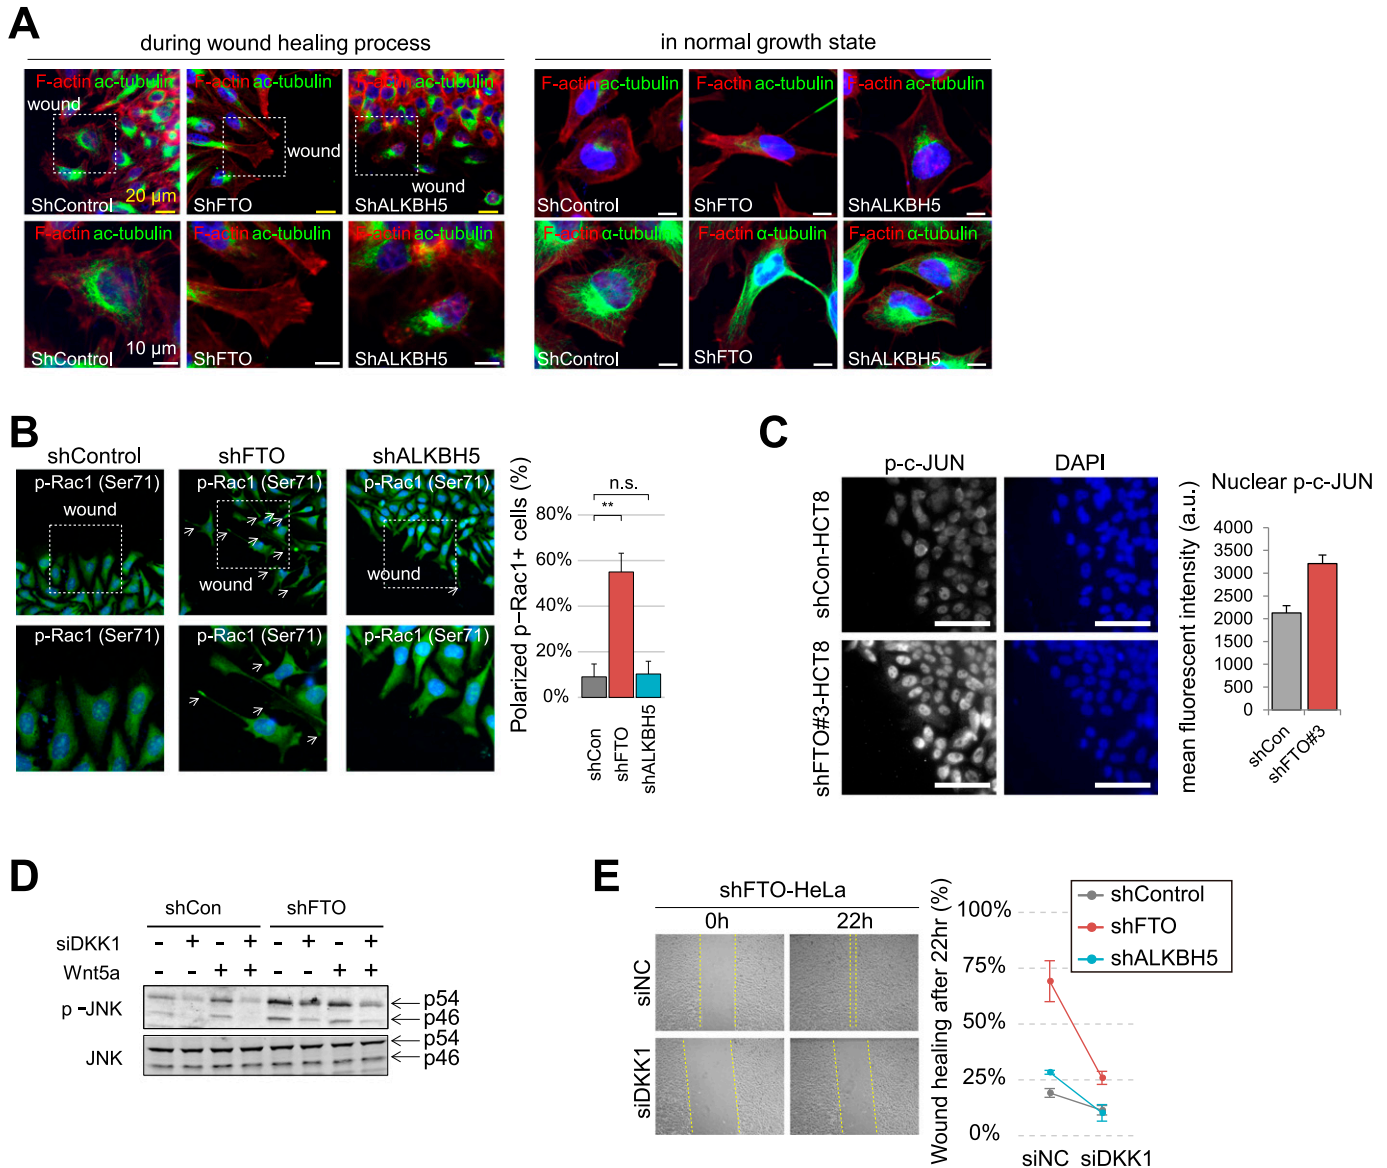 A
during wound healing process
in normal growth state
F-actin ac-tubulin
wound
ShControl
20 µm
F-actin ac-tubulin
wound
ShFTO
F-actin ac-tubulin
wound
ShALKBH5
F-actin ac-tubulin
ShControl
F-actin ac-tubulin
ShFTO
F-actin ac-tubulin
ShALKBH5
F-actin ac-tubulin
10 µm
ShControl
F-actin ac-tubulin
ShFTO
F-actin ac-tubulin
ShALKBH5
F-actin α-tubulin
ShControl
F-actin α-tubulin
ShFTO
F-actin α-tubulin
ShALKBH5
B
shControl
shFTO
shALKBH5
p-Rac1 (Ser71)
wound
p-Rac1 (Ser71)
wound
p-Rac1 (Ser71)
wound
p-Rac1 (Ser71)
p-Rac1 (Ser71)
p-Rac1 (Ser71)
Polarized p-Rac1+ cells (%)
n.s.
**
80%
60%
40%
20%
0%
shCon
shFTO
shALKBH5
C
p-c-JUN
DAPI
shCon-HCT8
shFTO#3-HCT8
Nuclear p-c-JUN
mean fluorescent intensity (a.u.)
4000
3500
3000
2500
2000
1500
1000
500
0
shCon
shFTO#3
D
shCon
shFTO
siDKK1 - + - + - + - +
Wnt5a - - + + - - + +
p-JNK
p54
p46
JNK
p54
p46
E
shFTO-HeLa
0h
22h
siNC
siDKK1
Wound healing after 22hr (%)
shControl
shFTO
shALKBH5
100%
75%
50%
25%
0%
siNC
siDKK1